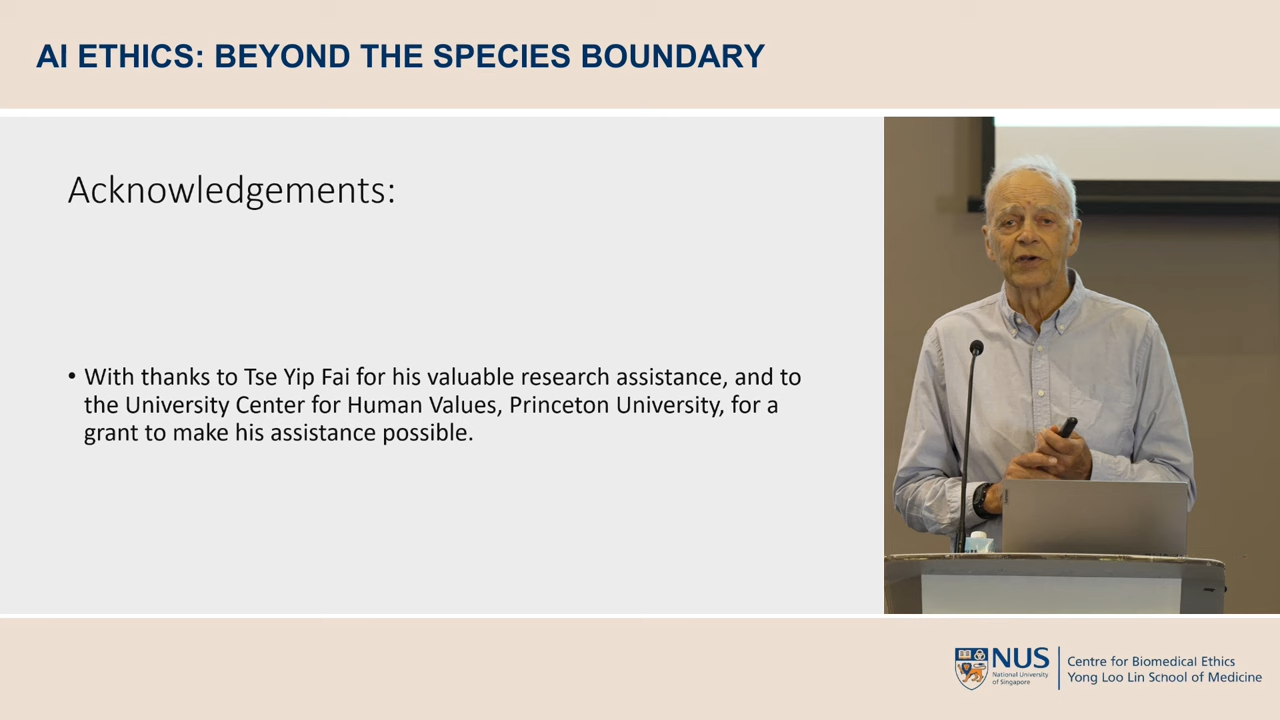 AI ETHICS: BEYOND THE SPECIES BOUNDARY
Acknowledgements:
• With thanks to Tse Yip Fai for his valuable research assistance, and to
the University Center for Human Values, Princeton University, for a
grant to make his assistance possible.
NUS
National University
of Singapore
Centre for Biomedical Ethics
Yong Loo Lin School of Medicine